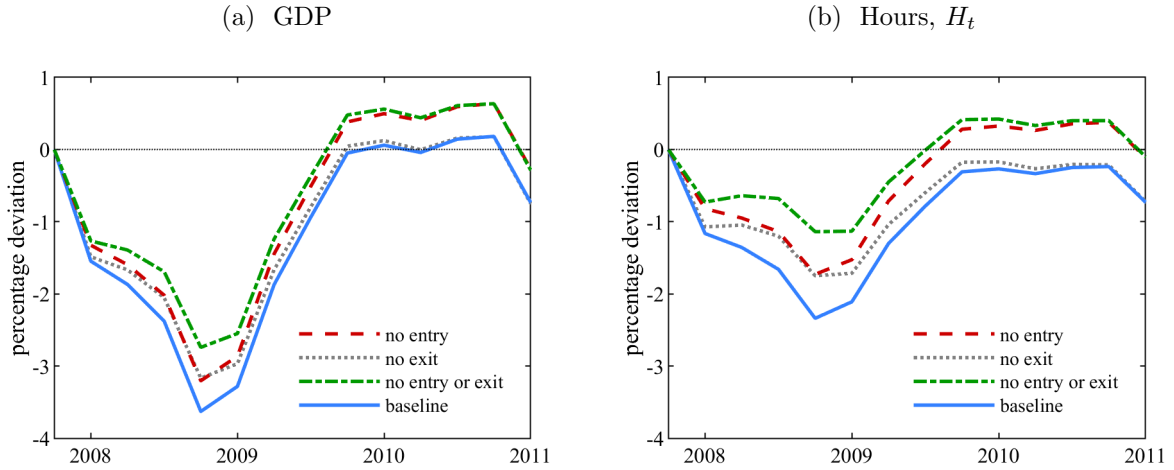 (a) GDP
percentage deviation
1
0
-1
-2
-3
-4
2008
2009
2010
2011
no entry
no exit
no entry or exit
baseline
(b) Hours, H_t
percentage deviation
1
0
-1
-2
-3
-4
2008
2009
2010
2011
no entry
no exit
no entry or exit
baseline